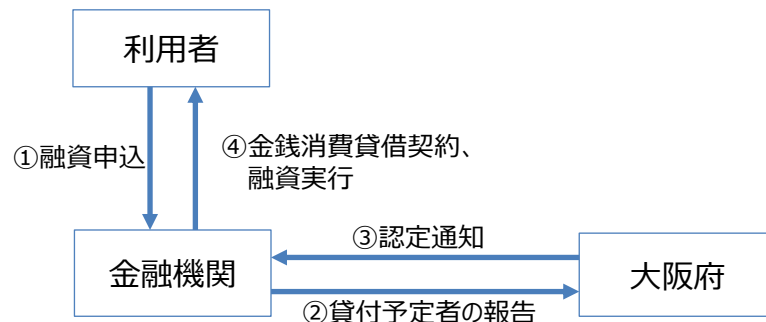 利用者
①融資申込
④金銭消費貸借契約、
融資実行
③認定通知
金融機関
大阪府
②貸付予定者の報告